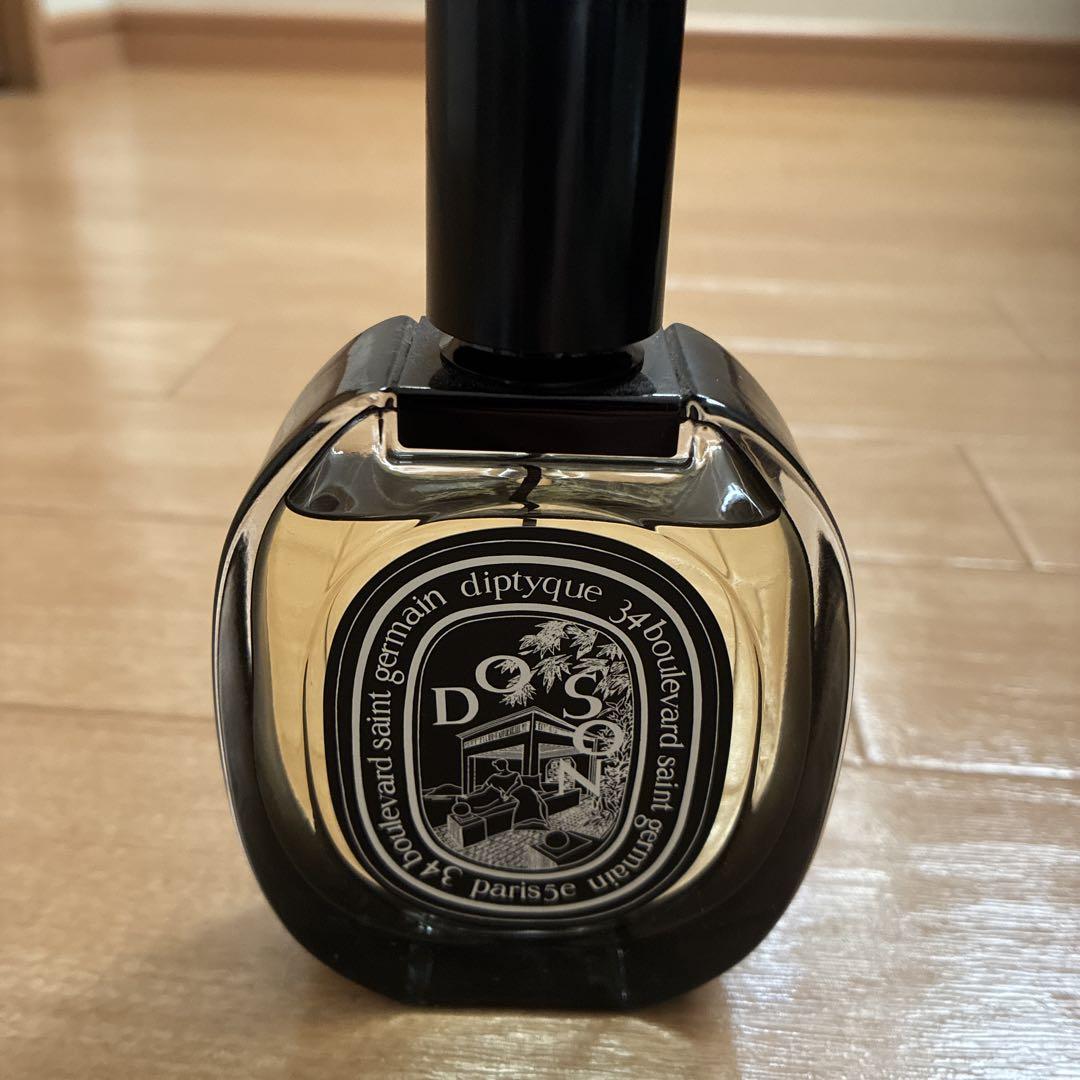 diptyque 34 boulevard saint germain paris 5e 34 boulevard saint germain
DO SON